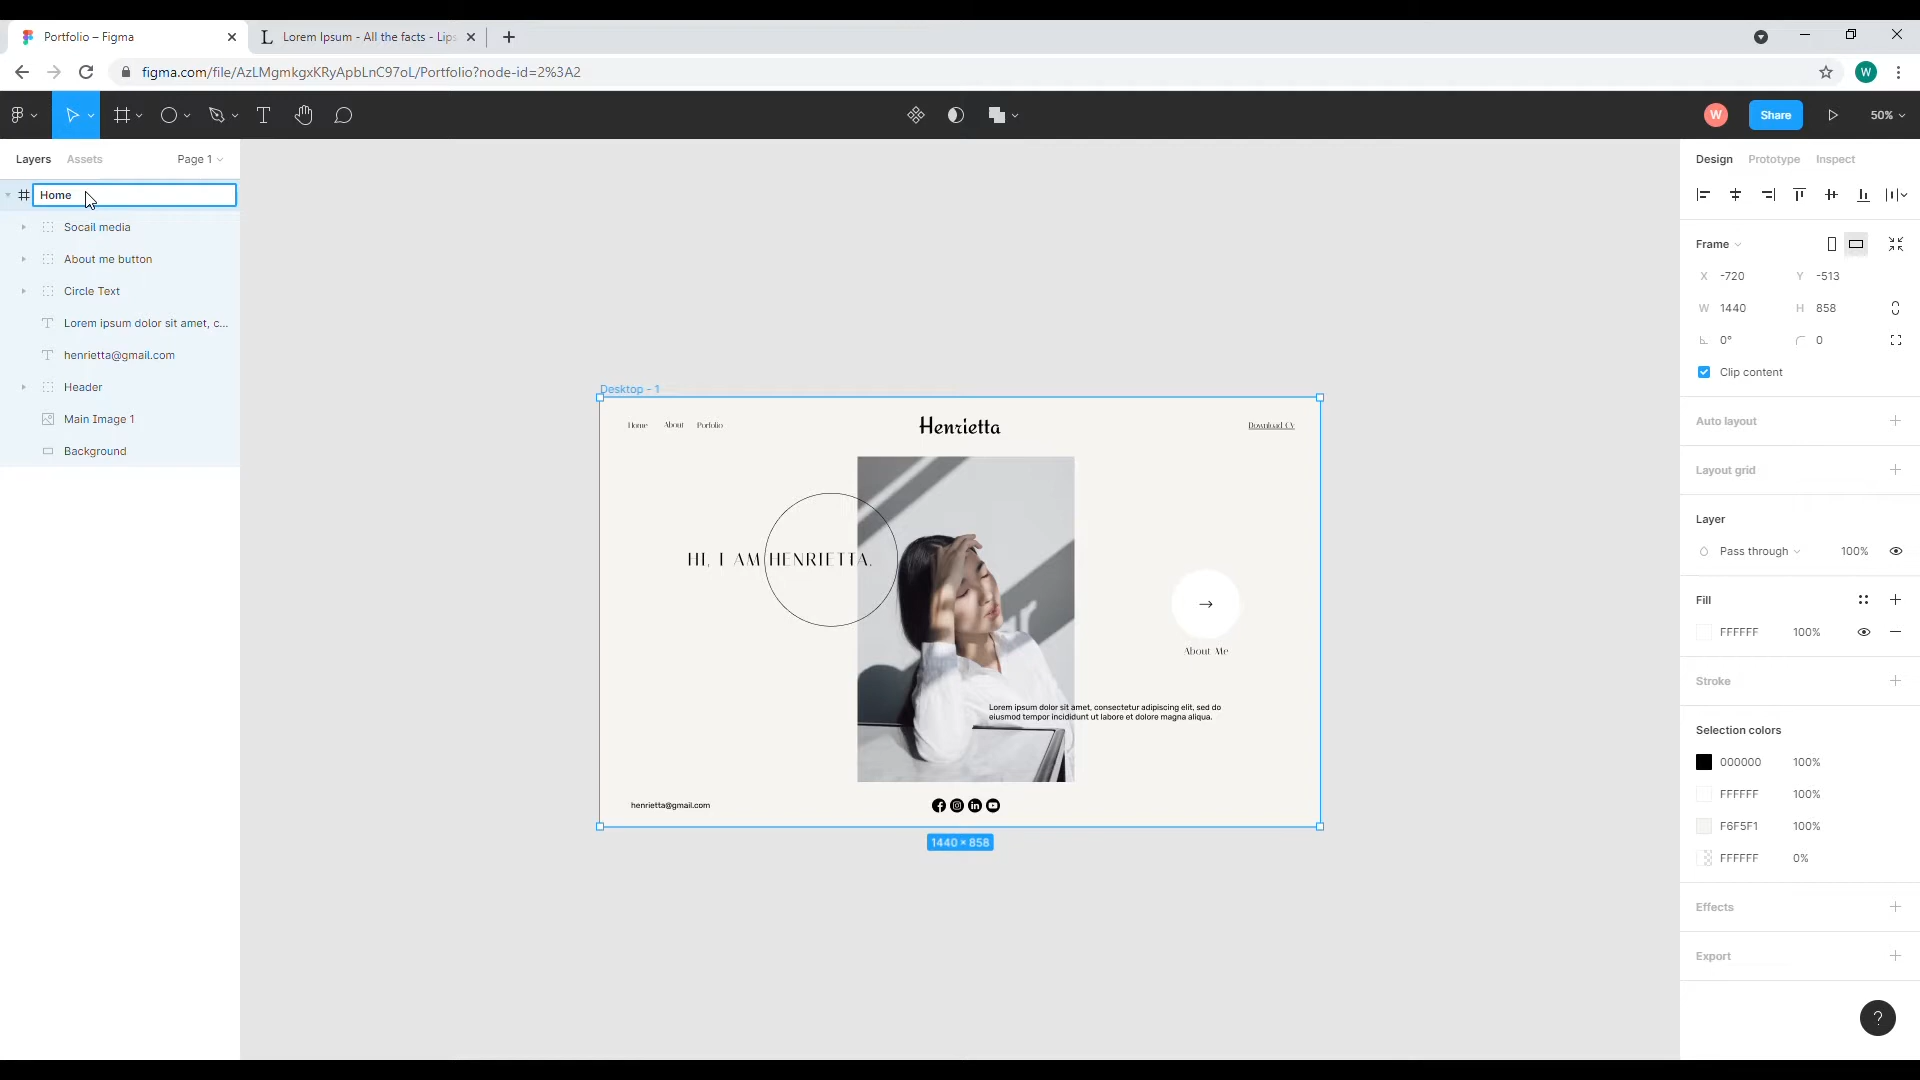 Portfolio – Figma
Lorem Ipsum - All the facts - Lips
figma.com/file/AzLMgmkgxKRyApbLnC97oL/Portfolio?node-id=2%3A2
W
W
Share
50%
Layers
Assets
Page 1
Home
Socail media
About me button
Circle Text
Lorem ipsum dolor sit amet, c...
henrietta@gmail.com
Header
Main Image 1
Background
Desktop - 1
Home
About
Porfolio
Henrietta
Download CV
HI, I AM HENRIETTA.
About Me
Lorem ipsum dolor sit amet, consectetur adipiscing elit, sed do
eiusmod tempor incididunt ut labore et dolore magna aliqua.
henrietta@gmail.com
1440 × 858
Design
Prototype
Inspect
Frame
X -720
Y -513
W 1440
H 858
0°
0
Clip content
Auto layout
Layout grid
Layer
Pass through
100%
Fill
FFFFFF 100%
Stroke
Selection colors
000000 100%
FFFFFF 100%
F6F5F1 100%
FFFFFF 0%
Effects
Export
?